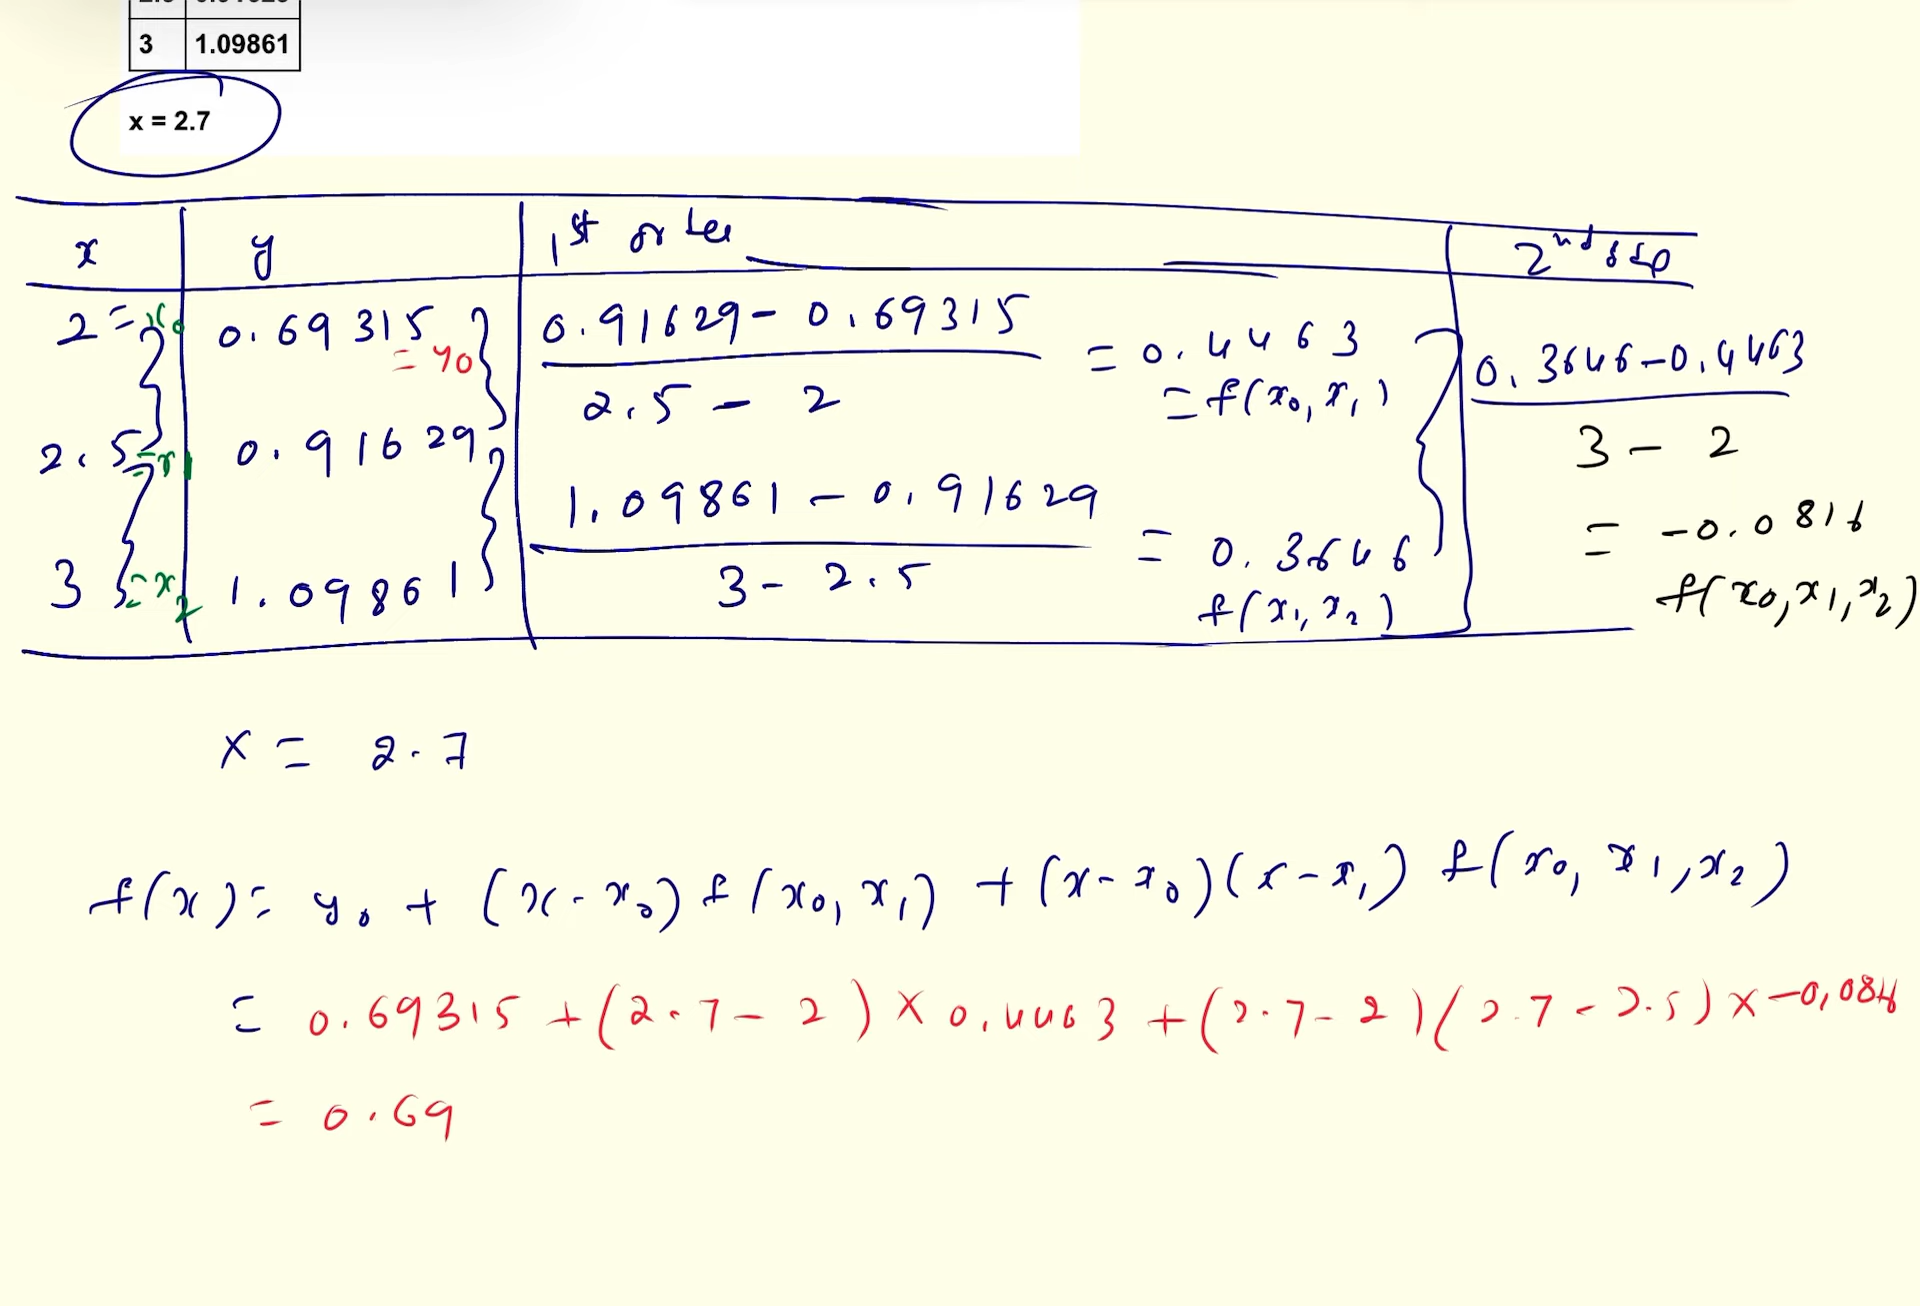 3 1.09861
x = 2.7
x y 1st order 2nd
2 = x0 0.69315 = y0 0.91629 - 0.69315 / 2.5 - 2 = 0.4463 = f(x0, x1) 0.3646 - 0.4463 / 3 - 2
2.5 = x1 0.91629 1.09861 - 0.91629 / 3 - 2.5 = 0.3646 f(x1, x2) = -0.0816 f(x0, x1, x2)
3 = x2 1.09861
x = 2.7
f(x) = y0 + (x - x0) f(x0, x1) + (x - x0)(x - x1) f(x0, x1, x2)
= 0.69315 + (2.7 - 2) × 0.4463 + (2.7 - 2)(2.7 - 2.5) ×
= 0.69